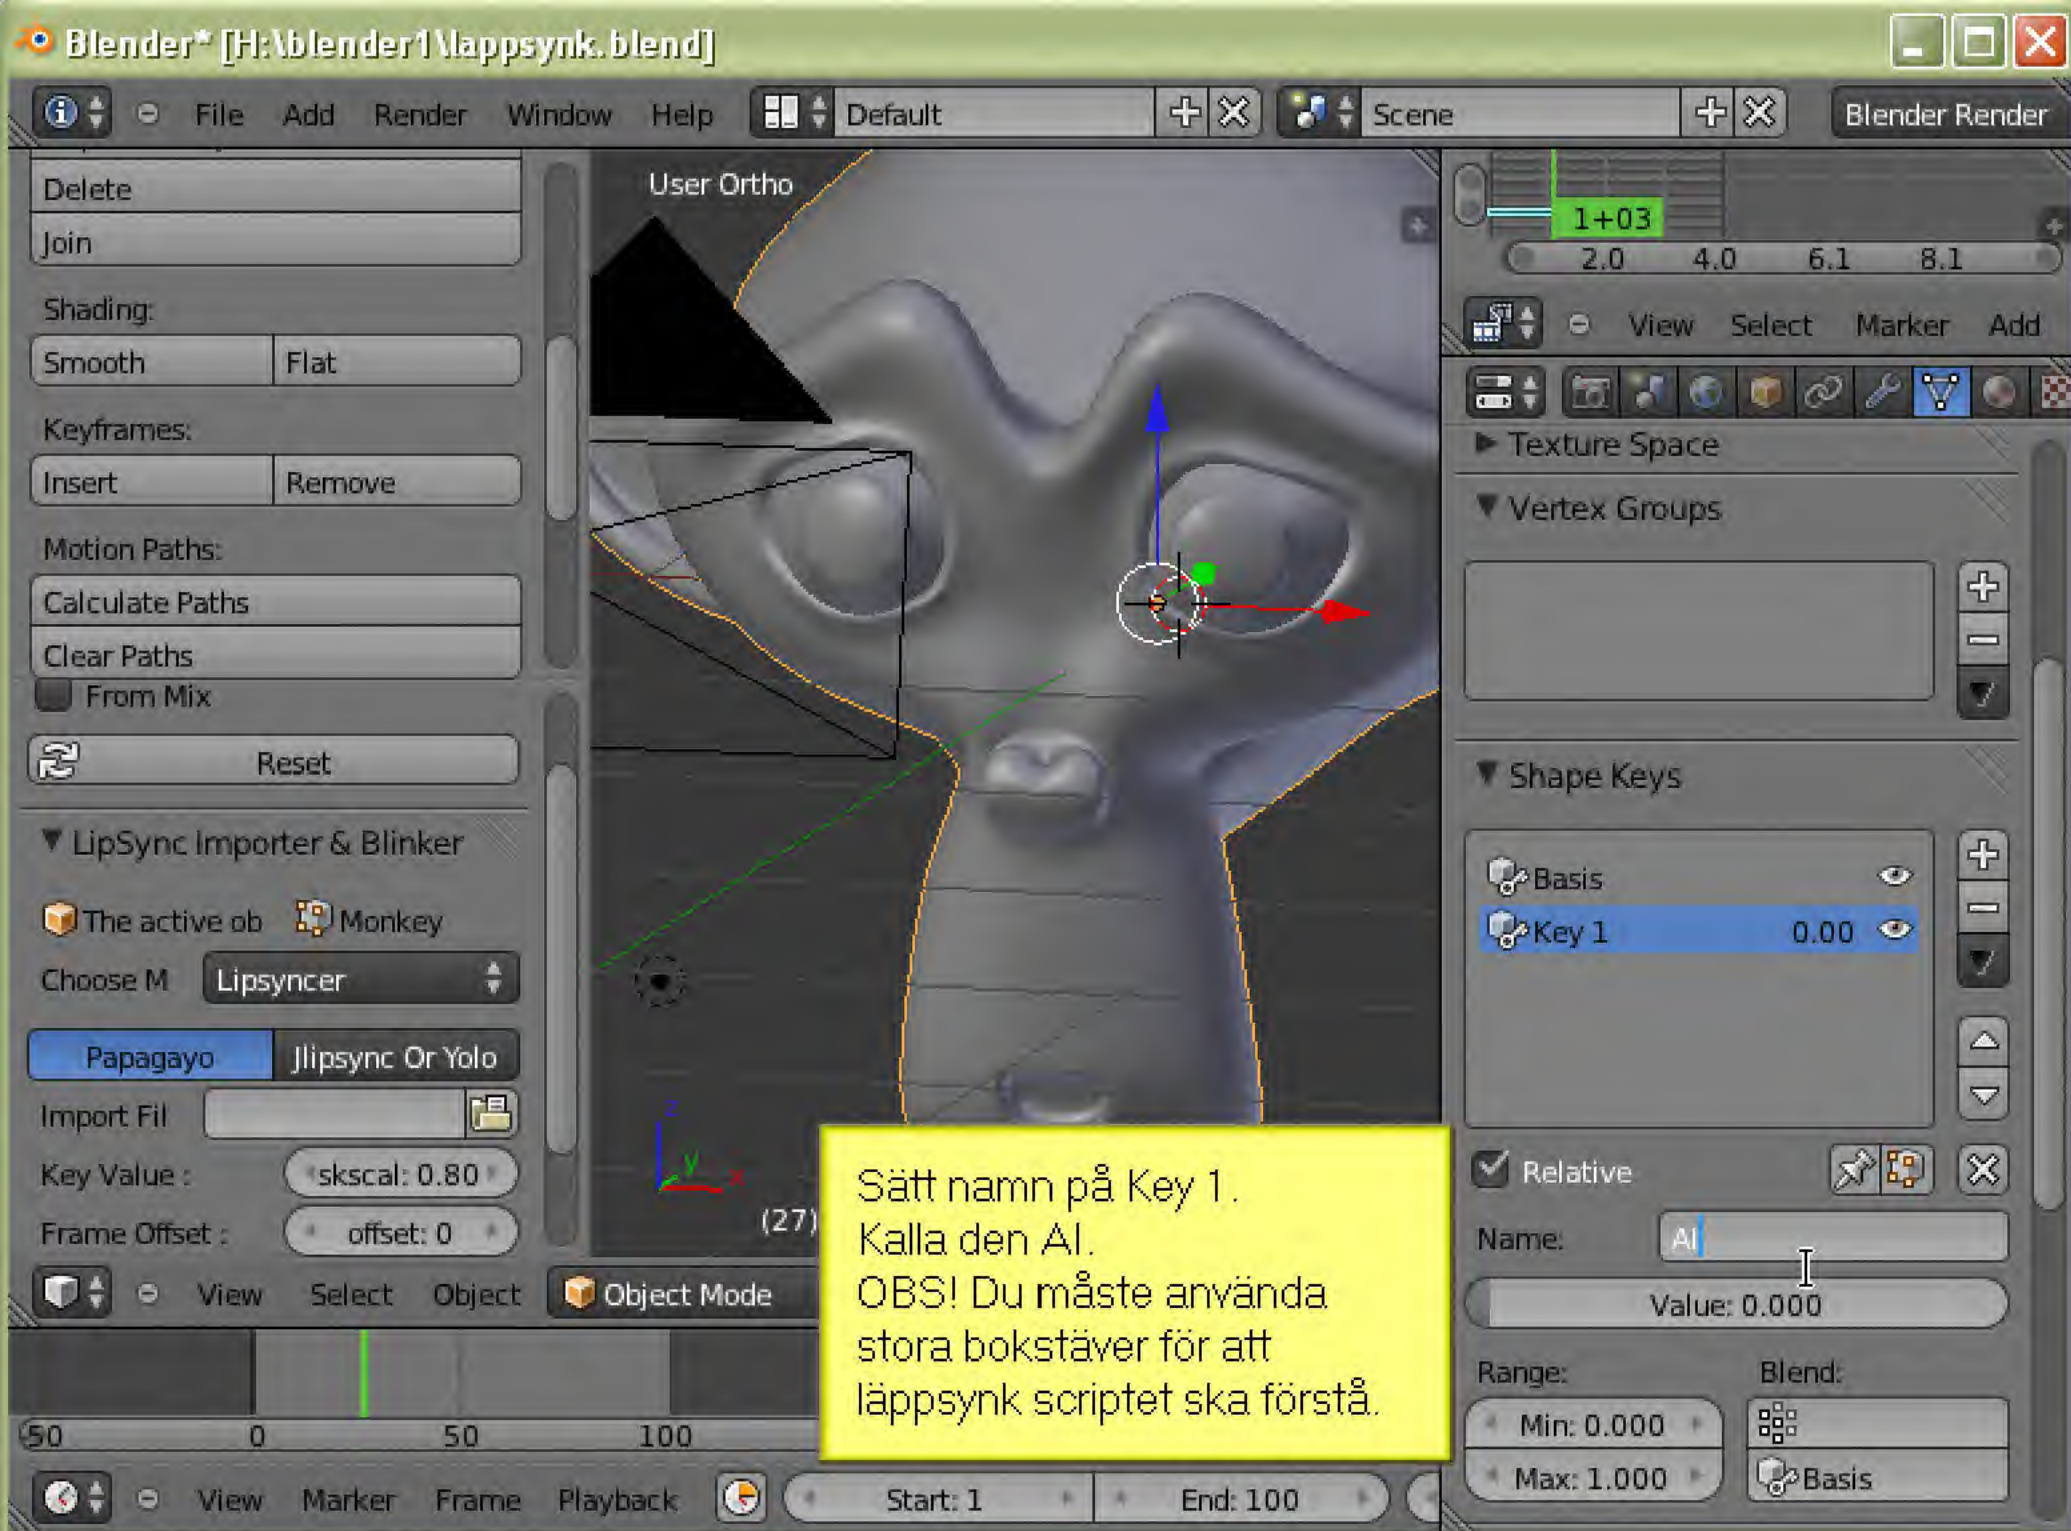 Blender* [H:\blender1\lappsynk.blend]
File Add Render Window Help Default Scene Blender Render
Delete
Join
Shading:
Smooth Flat
Keyframes:
Insert Remove
Motion Paths:
Calculate Paths
Clear Paths
From Mix
Reset
LipSync Importer & Blinker
The active ob Monkey
Choose M Lipsyncer
Papagayo Jlipsync Or Yolo
Import Fil
Key Value : skscal: 0.80
Frame Offset : offset: 0
User Ortho
z
y
x
(27)
View Select Object Object Mode
-50 0 50 100
View Marker Frame Playback Start: 1 End: 100
Sätt namn på Key 1.
Kalla den AI.
OBS! Du måste använda
stora bokstäver för att
läppsynk scriptet ska förstå.
1+03
2.0 4.0 6.1 8.1
View Select Marker Add
Texture Space
Vertex Groups
Shape Keys
Basis
Key 1 0.00
Relative
Name: AI
Value: 0.000
Range: Blend:
Min: 0.000
Max: 1.000 Basis